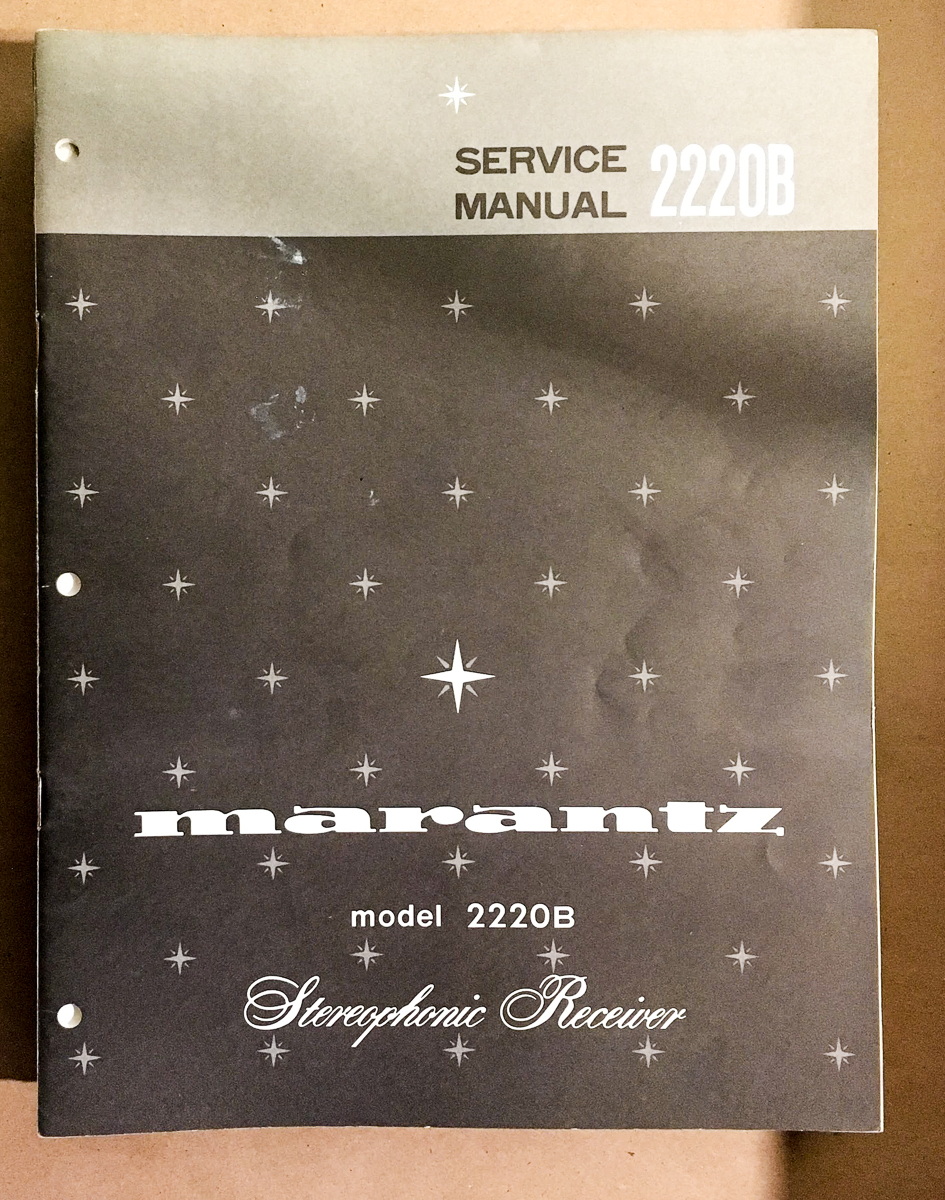 SERVICE
MANUAL 2220B
marantz
model 2220B
Stereophonic Receiver